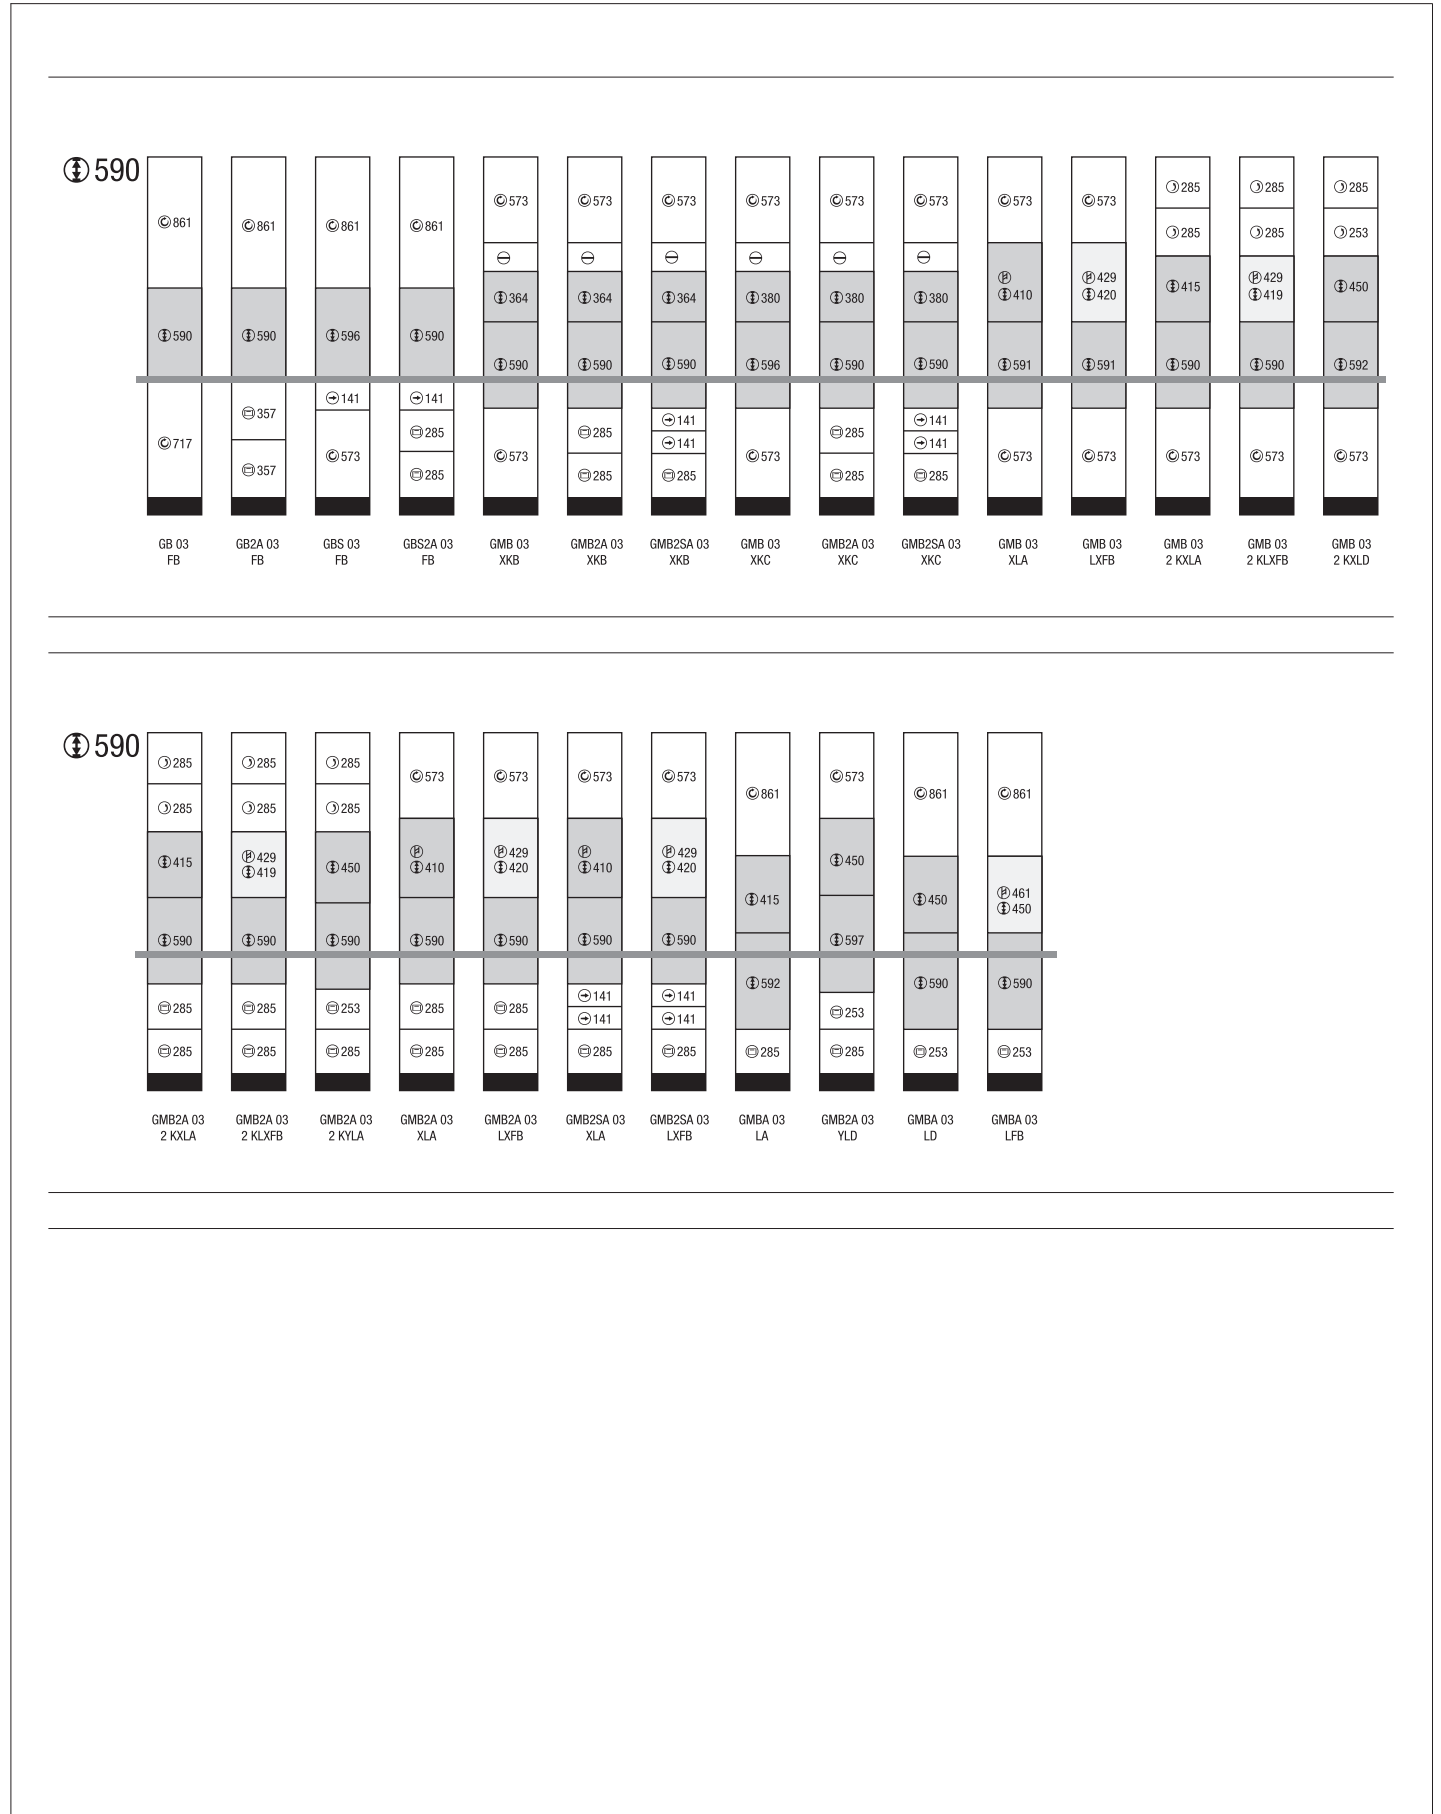 590
861 861 861 861 573 573 573 573 573 573 573 573 285 285 285
285 285 253
364 364 364 380 380 380 410 429 415 429 450
420 419
590 590 596 590 590 590 590 596 590 590 591 591 590 590 592
141 141
357 285 285 141 285 141
717 573 573 141 573 141 573 573 573 573 573
357 285 285 285 285 285
GB 03 GB2A 03 GBS 03 GBS2A 03 GMB 03 GMB2A 03 GMB2SA 03 GMB 03 GMB2A 03 GMB2SA 03 GMB 03 GMB 03 GMB 03 GMB 03 GMB 03
FB FB FB FB XKB XKB XKB XKC XKC XKC XLA LXFB 2 KXLA 2 KLXFB 2 KXLD
590
285 285 285 573 573 573 573 861 573 861 861
285 285 285
415 429 450 410 429 410 429 415 450 450 461
419 420 420 450
590 590 590 590 590 590 590 592 597 590 590
285 285 253 285 285 141 141 253
141 141
285 285 285 285 285 285 285 285 285 253 253
GMB2A 03 GMB2A 03 GMB2A 03 GMB2A 03 GMB2A 03 GMB2SA 03 GMB2SA 03 GMBA 03 GMB2A 03 GMBA 03 GMBA 03
2 KXLA 2 KLXFB 2 KYLA XLA LXFB XLA LXFB LA YLD LD LFB